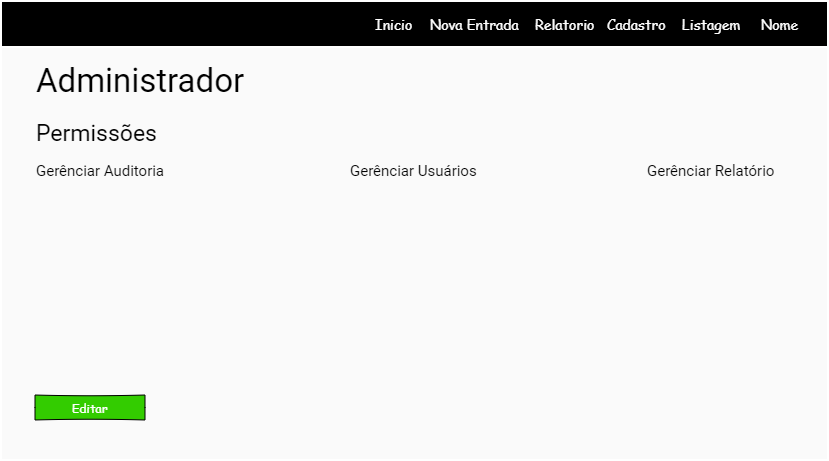 Inicio Nova Entrada Relatorio Cadastro Listagem Nome
Administrador
Permissões
Gerênciar Auditoria Gerênciar Usuários Gerênciar Relatório
Editar